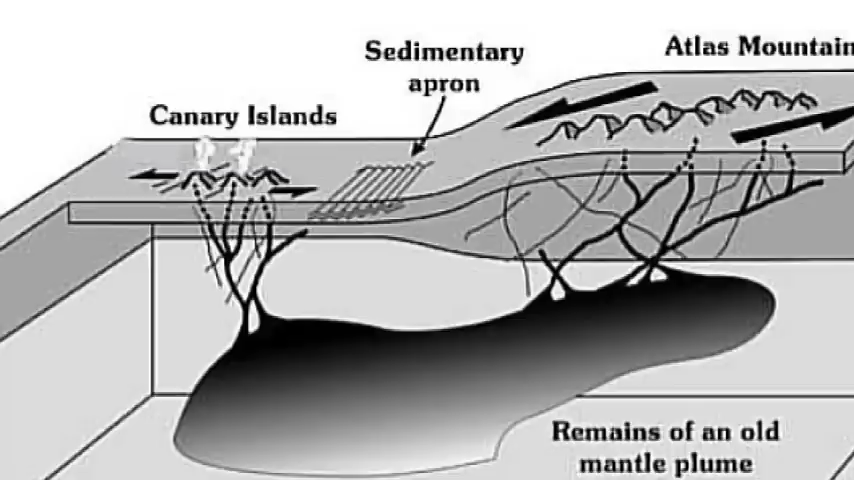 Sedimentary
apron
Atlas Mountain
Canary Islands
Remains of an old
mantle plume